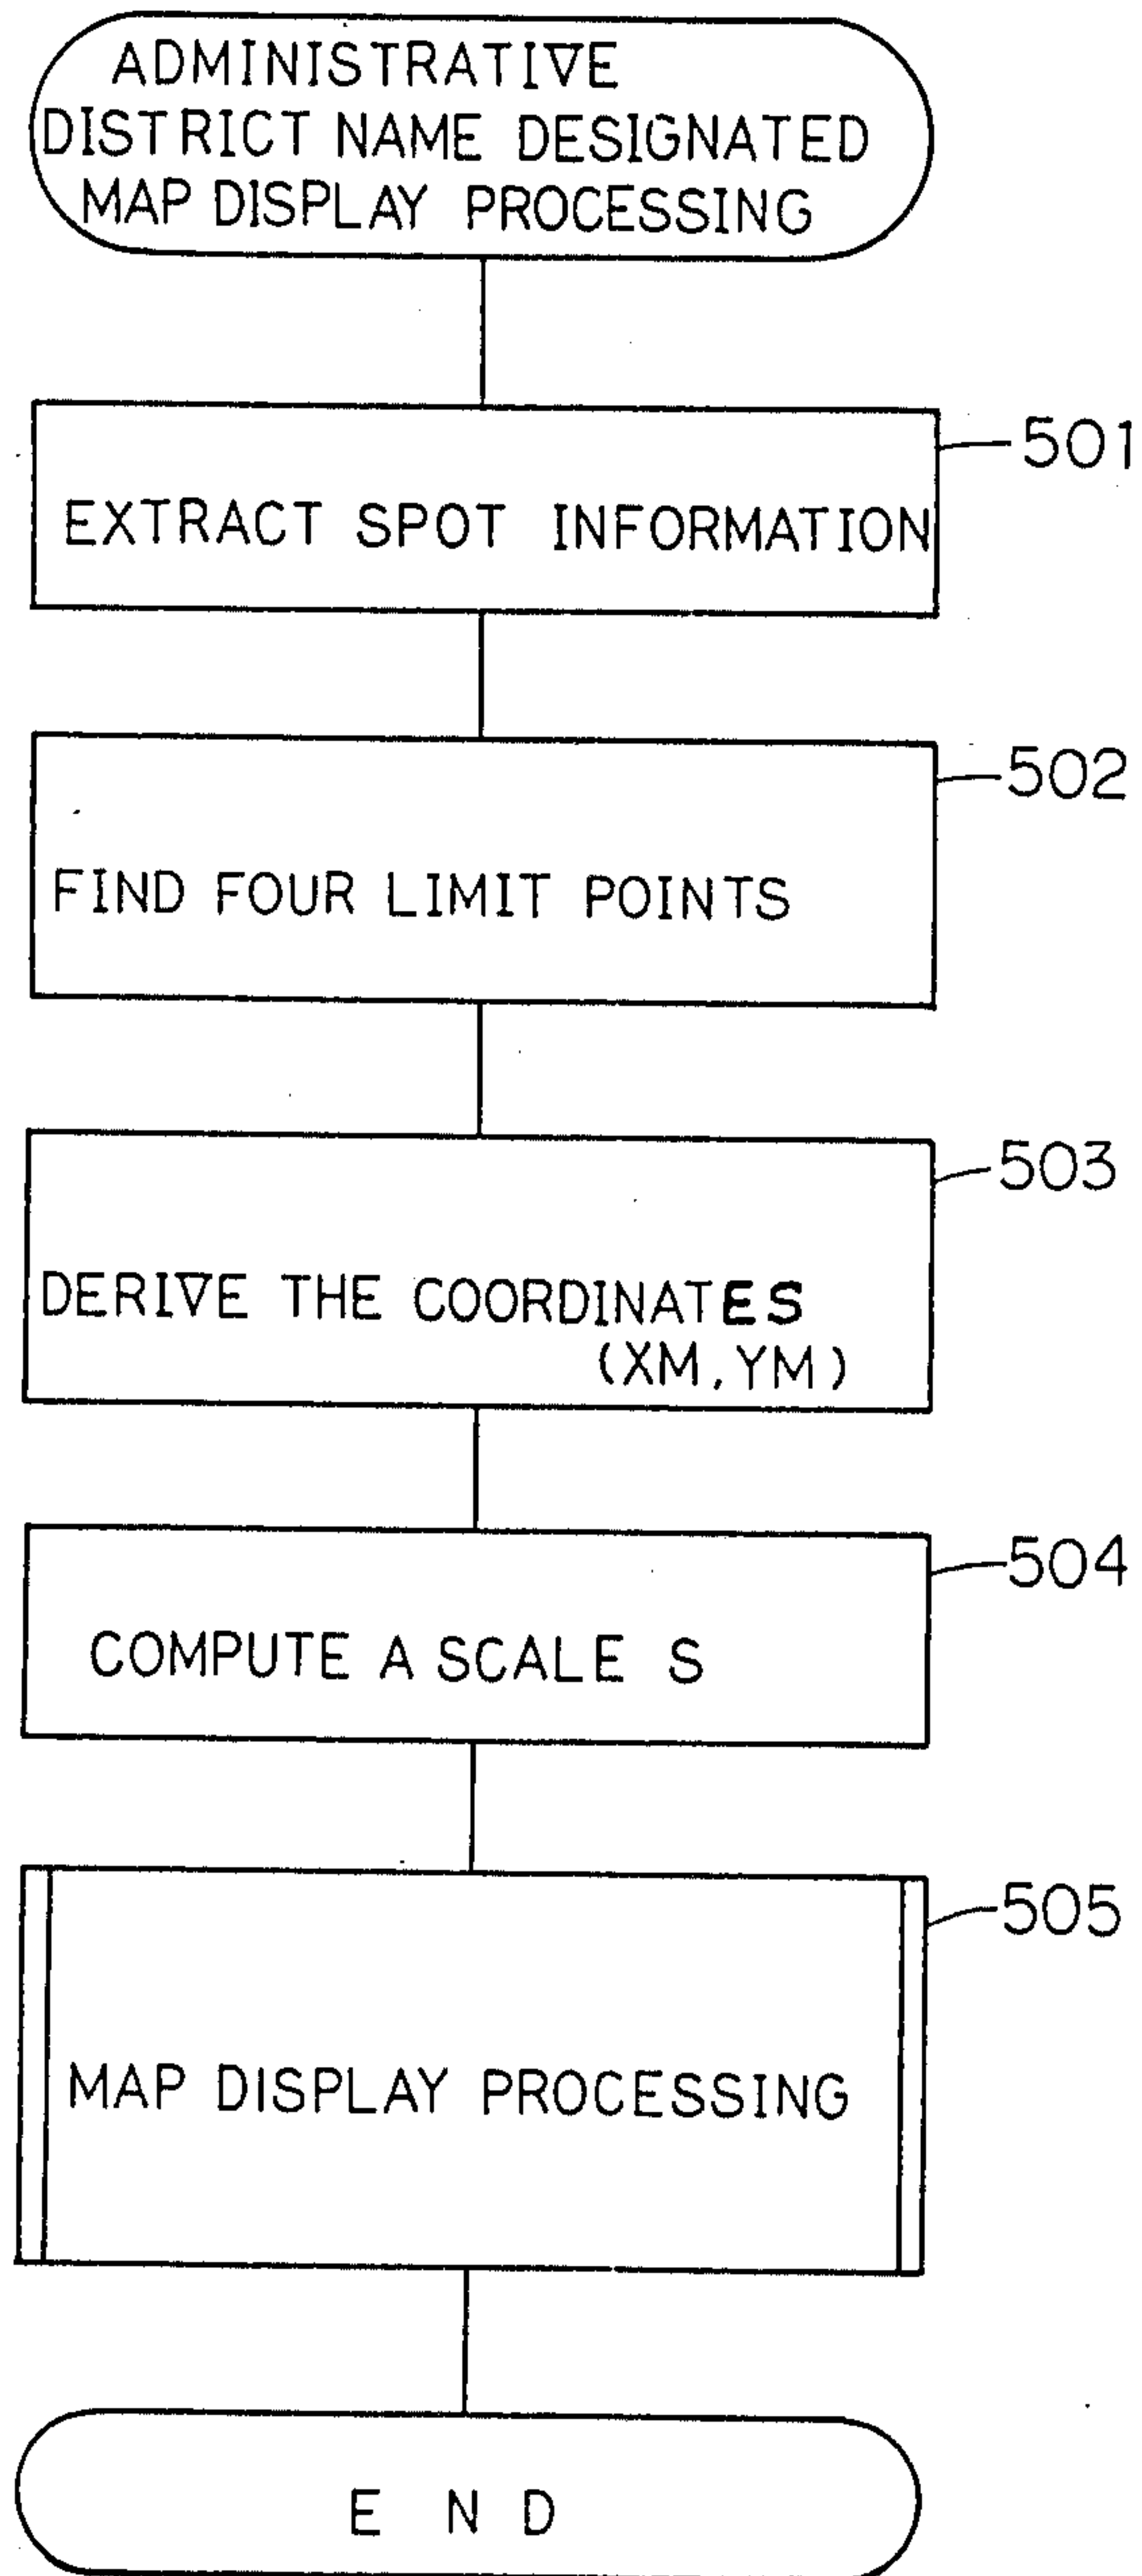 ADMINISTRATIVE
DISTRICT NAME DESIGNATED
MAP DISPLAY PROCESSING
501
EXTRACT SPOT INFORMATION
502
FIND FOUR LIMIT POINTS
503
DERIVE THE COORDINATES
(XM, YM)
504
COMPUTE A SCALE S
505
MAP DISPLAY PROCESSING
END